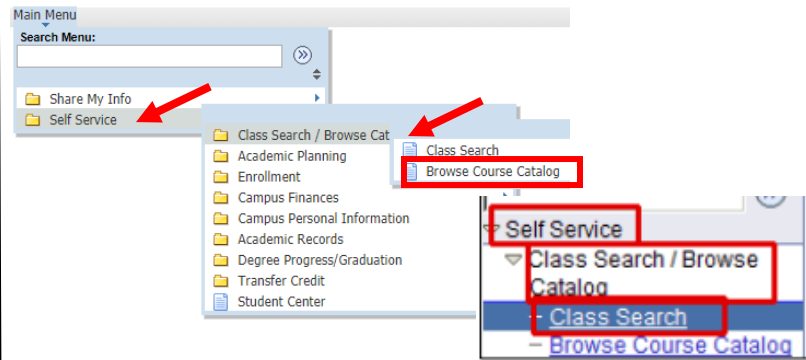 Main Menu
Search Menu:
Share My Info
Self Service
Class Search / Browse Cat
Class Search
Academic Planning
Browse Course Catalog
Enrollment
Campus Finances
Campus Personal Information
Academic Records
Degree Progress/Graduation
Transfer Credit
Student Center
Self Service
Class Search / Browse
Catalog
Class Search
Browse Course Catalog